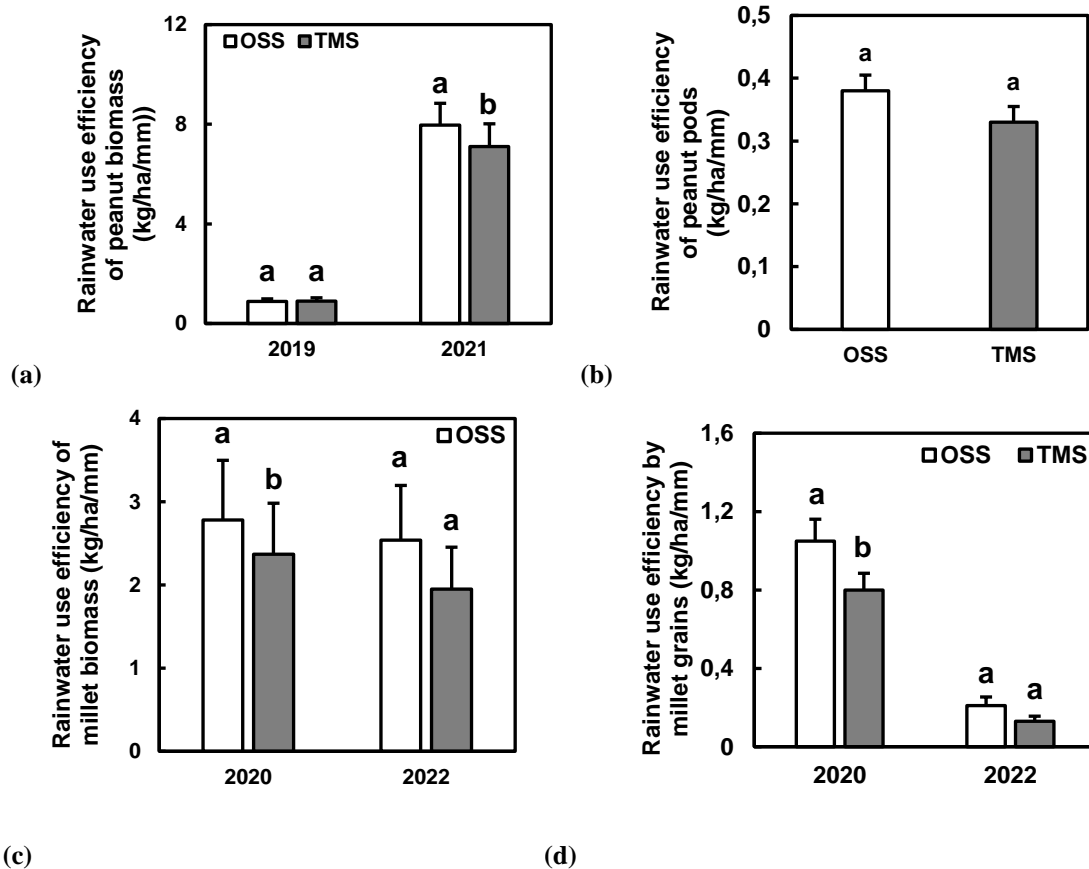 Rainwater use efficiency
of peanut biomass
(kg/ha/mm))
12
8
4
0
OSS TMS
a a a b
2019 2021
(a)
Rainwater use efficiency
of peanut pods
(kg/ha/mm)
0,5
0,4
0,3
0,2
0,1
0
a a
OSS TMS
(b)
Rainwater use efficiency of
millet biomass (kg/ha/mm)
4
3
2
1
0
OSS
a b a a
2020 2022
(c)
Rainwater use efficiency by
millet grains (kg/ha/mm)
1,6
1,2
0,8
0,4
0
OSS TMS
a b a a
2020 2022
(d)